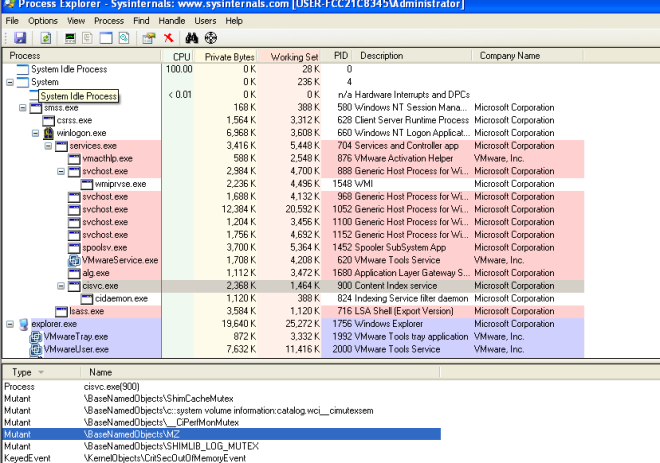 Process Explorer - Sysinternals: www.sysinternals.com [USER-FCC21C8345\Administrator]
File Options View Process Find Handle Users Help
Process CPU Private Bytes Working Set PID Description Company Name
System Idle Process 100.00 0 K 28 K 0
System 0 K 236 K 4
System Idle Process < 0.01 0 K 0 K n/a Hardware Interrupts and DPCs
smss.exe 168 K 388 K 580 Windows NT Session Mana... Microsoft Corporation
csrss.exe 1,564 K 3,312 K 628 Client Server Runtime Process Microsoft Corporation
winlogon.exe 6,968 K 3,608 K 660 Windows NT Logon Applicat... Microsoft Corporation
services.exe 3,416 K 5,448 K 704 Services and Controller app Microsoft Corporation
vmacthlp.exe 588 K 2,548 K 876 VMware Activation Helper VMware, Inc.
svchost.exe 2,984 K 4,700 K 888 Generic Host Process for Wi... Microsoft Corporation
wmiprvse.exe 2,236 K 4,496 K 1548 WMI Microsoft Corporation
svchost.exe 1,688 K 4,132 K 968 Generic Host Process for Wi... Microsoft Corporation
svchost.exe 12,384 K 20,592 K 1052 Generic Host Process for Wi... Microsoft Corporation
svchost.exe 1,204 K 3,456 K 1100 Generic Host Process for Wi... Microsoft Corporation
svchost.exe 1,756 K 4,692 K 1152 Generic Host Process for Wi... Microsoft Corporation
spoolsv.exe 3,700 K 5,364 K 1452 Spooler SubSystem App Microsoft Corporation
VMwareService.exe 1,708 K 4,208 K 620 VMware Tools Service VMware, Inc.
alg.exe 1,112 K 3,472 K 1680 Application Layer Gateway S... Microsoft Corporation
cisvc.exe 2,368 K 1,464 K 900 Content Index service Microsoft Corporation
cidaemon.exe 1,120 K 388 K 824 Indexing Service filter daemon Microsoft Corporation
lsass.exe 3,584 K 1,120 K 716 LSA Shell (Export Version) Microsoft Corporation
explorer.exe 19,640 K 25,272 K 1756 Windows Explorer Microsoft Corporation
VMwareTray.exe 872 K 3,332 K 1992 VMware Tools tray application VMware, Inc.
VMwareUser.exe 7,632 K 11,416 K 2000 VMware Tools Service VMware, Inc.
Type Name
Process cisvc.exe(900)
Mutant \BaseNamedObjects\ShimCacheMutex
Mutant \BaseNamedObjects\c::system volume information:catalog.wci__cimutexsem
Mutant \BaseNamedObjects\__CiPerfMonMutex
Mutant \BaseNamedObjects\MZ
Mutant \BaseNamedObjects\SHIMLIB_LOG_MUTEX
KeyedEvent \KernelObjects\CritSecOutOfMemoryEvent